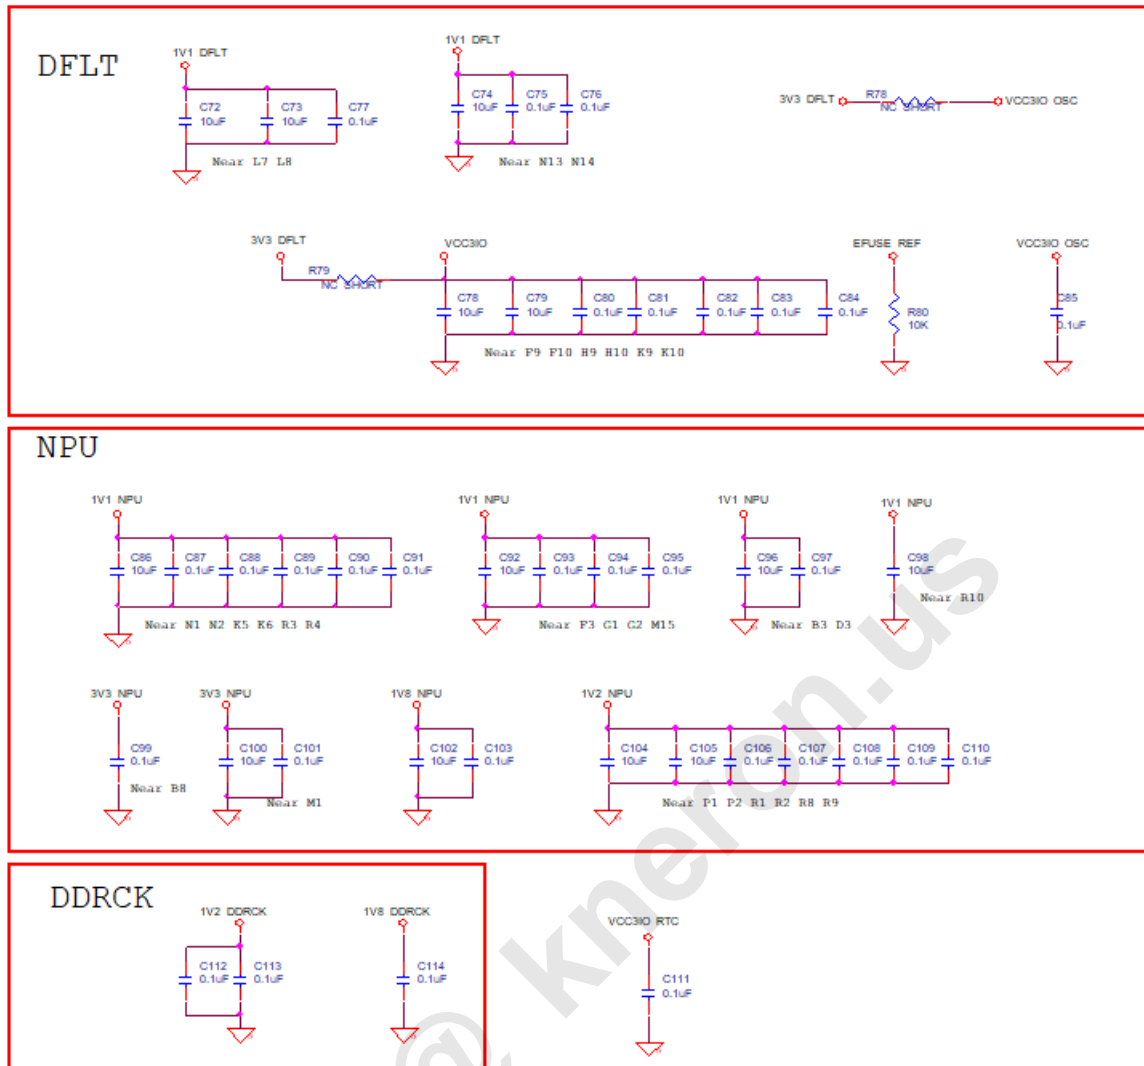 DFLT
1V1 DFLT
C72
10uF
C73
10uF
C77
0.1uF
Near L7 L8
1V1 DFLT
C74
10uF
C75
0.1uF
C76
0.1uF
Near N13 N14
3V3 DFLT
R78
NC SHORT
VCC3IO OSC
3V3 DFLT
R79
NC SHORT
VCC3IO
C78
10uF
C79
10uF
C80
0.1uF
C81
0.1uF
C82
0.1uF
C83
0.1uF
C84
0.1uF
Near F9 F10 H9 H10 K9 K10
EFUSE REF
R80
10K
VCC3IO OSC
C85
0.1uF
NPU
1V1 NPU
C86
10uF
C87
0.1uF
C88
0.1uF
C89
0.1uF
C90
0.1uF
C91
0.1uF
Near N1 N2 K5 K6 R3 R4
1V1 NPU
C92
10uF
C93
0.1uF
C94
0.1uF
C95
0.1uF
Near F3 G1 G2 M15
1V1 NPU
C96
10uF
C97
0.1uF
Near B3 D3
1V1 NPU
C98
10uF
Near R10
3V3 NPU
C99
0.1uF
Near B8
3V3 NPU
C100
10uF
C101
0.1uF
Near M1
1V8 NPU
C102
10uF
C103
0.1uF
1V2 NPU
C104
10uF
C105
10uF
C106
0.1uF
C107
0.1uF
C108
0.1uF
C109
0.1uF
C110
0.1uF
Near P1 P2 R1 R2 R8 R9
DDRCK
1V2 DDRCK
C112
0.1uF
C113
0.1uF
1V8 DDRCK
C114
0.1uF
VCC3IO RTC
C111
0.1uF
@ kneron.us